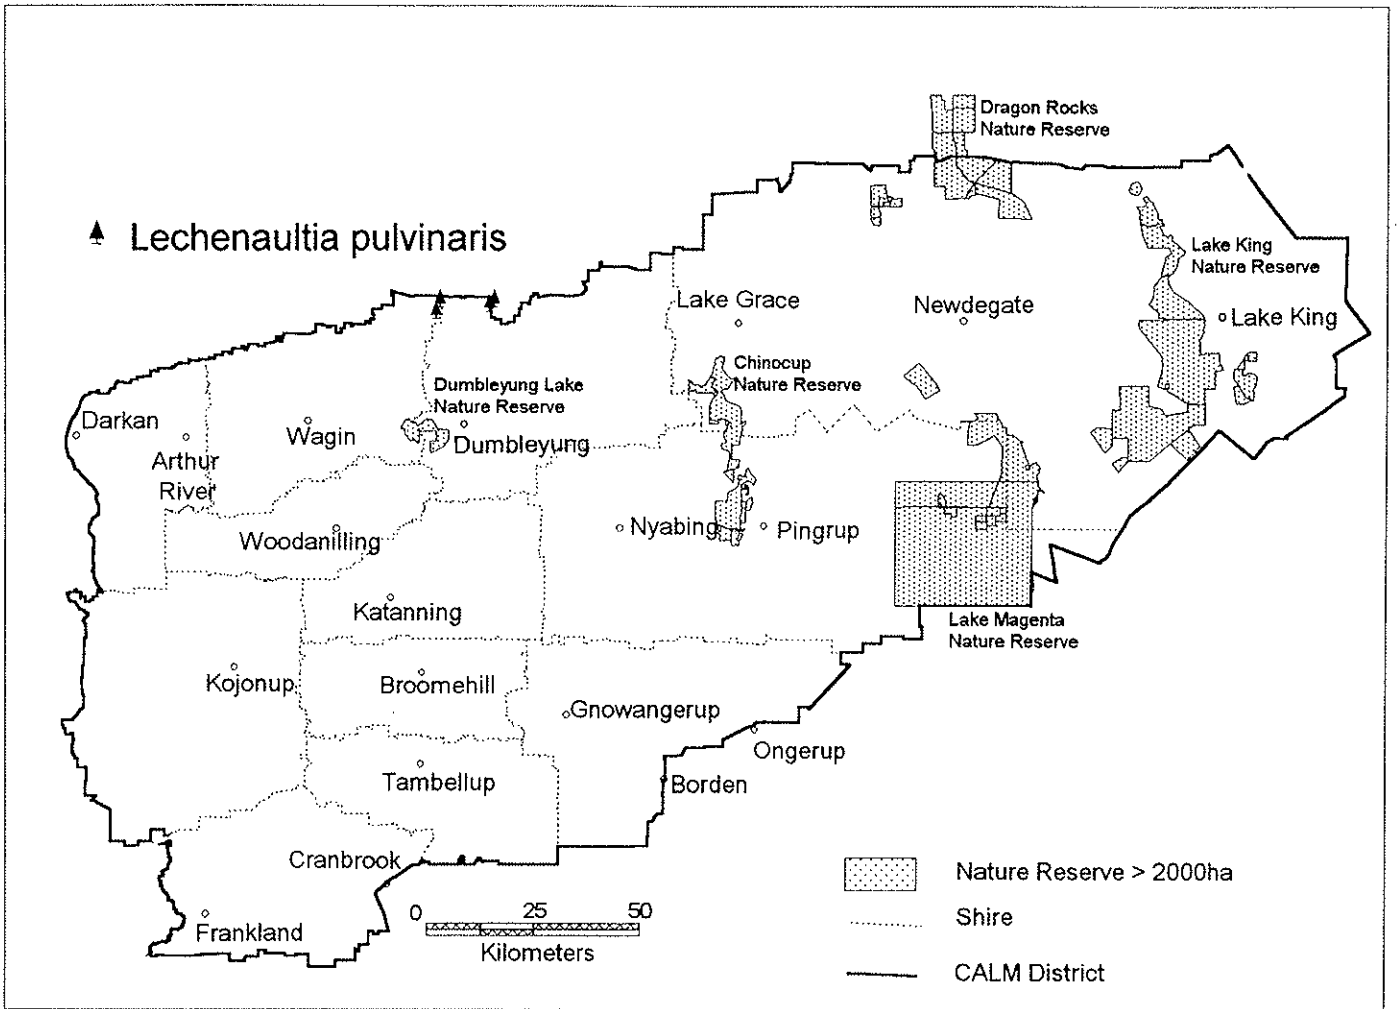 Dragon Rocks
Nature Reserve
Lechenaultia pulvinaris
Lake King
Nature Reserve
Lake Grace
Newdegate
Lake King
Chinocup
Nature Reserve
Dumbleyung Lake
Nature Reserve
Darkan
Wagin
Dumbleyung
Arthur
River
Woodanilling
Nyabing
Pingrup
Katanning
Lake Magenta
Nature Reserve
Kojonup
Broomehill
Gnowangerup
Ongerup
Tambellup
Borden
Cranbrook
Nature Reserve > 2000ha
0 25 50
Shire
Frankland
Kilometers
CALM District